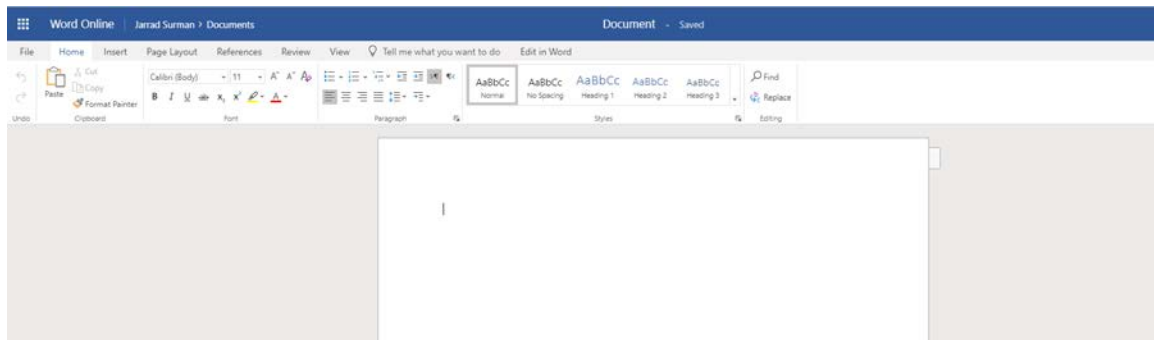 Word Online Jarrad Surman > Documents Document - Saved
File Home Insert Page Layout References Review View Tell me what you want to do Edit in Word
Cut
Copy
Format Painter
Paste
Calibri (Body) 11
B I U
AaBbCc AaBbCc AaBbCc AaBbCc AaBbCc
Normal No Spacing Heading 1 Heading 2 Heading 3
Find
Replace
Undo Clipboard Font Paragraph Styles Editing